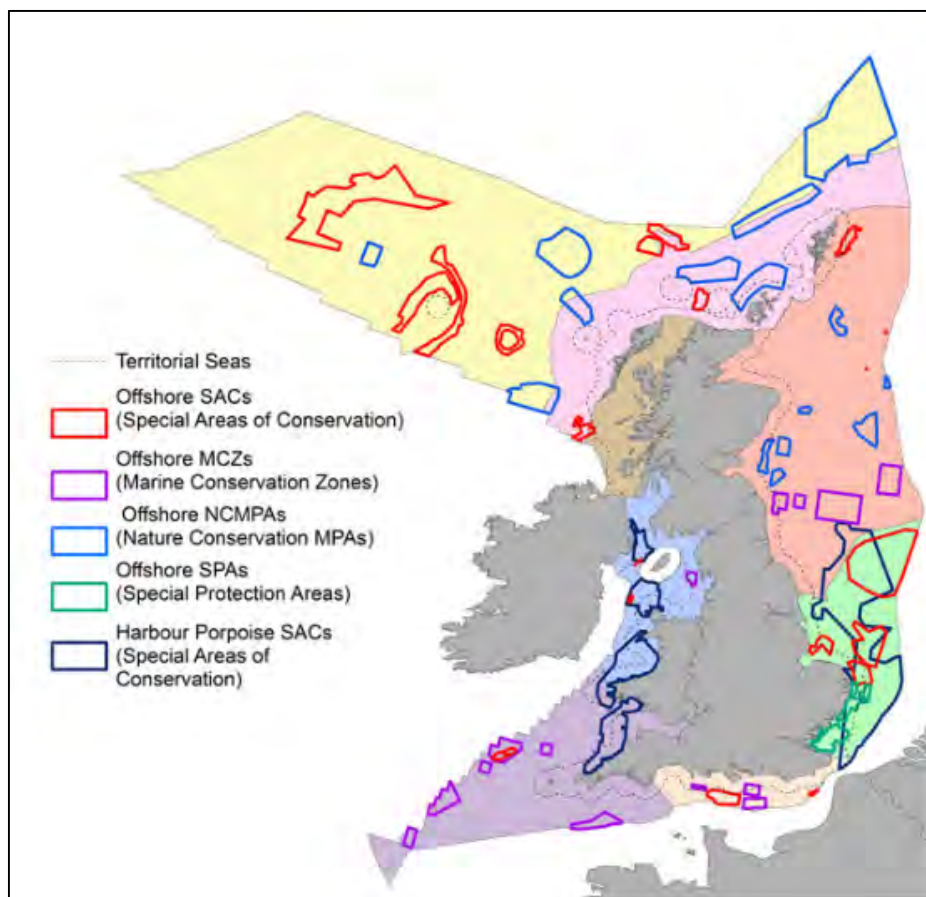 Territorial Seas
Offshore SACs
(Special Areas of Conservation)
Offshore MCZs
(Marine Conservation Zones)
Offshore NCMPAs
(Nature Conservation MPAs)
Offshore SPAs
(Special Protection Areas)
Harbour Porpoise SACs
(Special Areas of
Conservation)